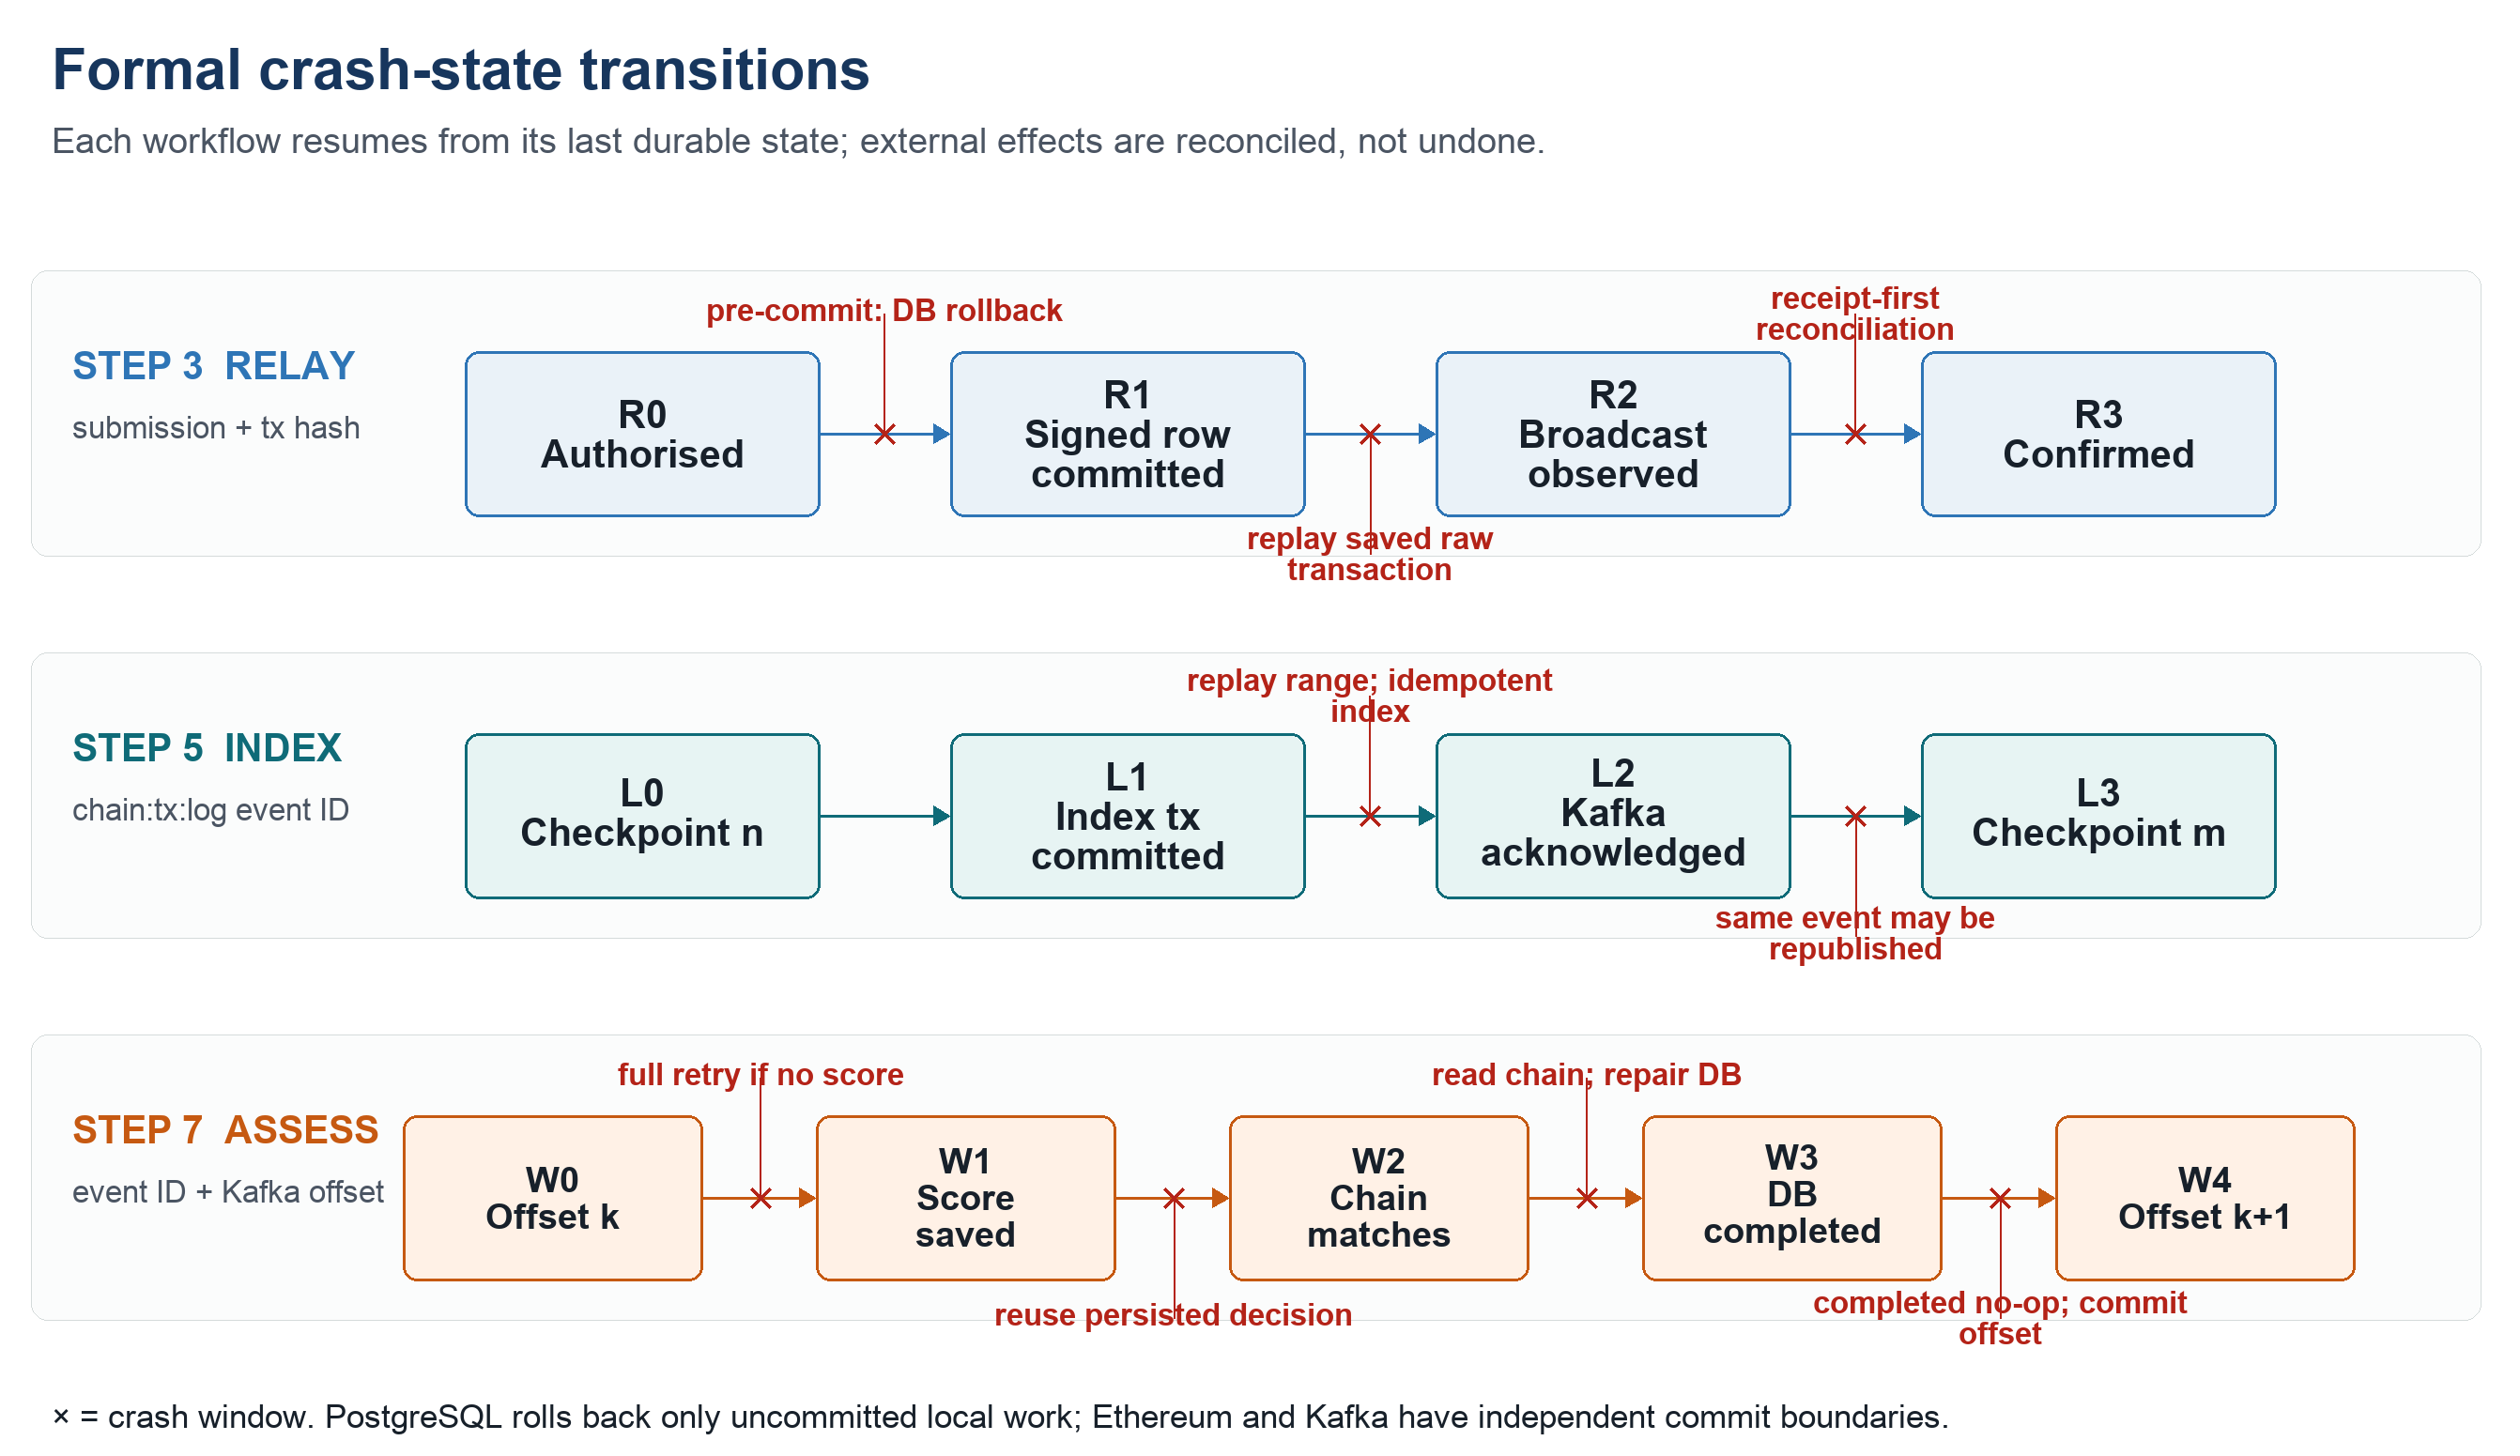 Formal crash-state transitions
Each workflow resumes from its last durable state; external effects are reconciled, not undone.
STEP 3  RELAY
submission + tx hash
pre-commit: DB rollback
receipt-first
reconciliation
R0
Authorised
R1
Signed row
committed
R2
Broadcast
observed
R3
Confirmed
replay saved raw
transaction
STEP 5  INDEX
chain:tx:log event ID
replay range; idempotent
index
L0
Checkpoint n
L1
Index tx
committed
L2
Kafka
acknowledged
L3
Checkpoint m
same event may be
republished
STEP 7  ASSESS
event ID + Kafka offset
full retry if no score
read chain; repair DB
W0
Offset k
W1
Score
saved
W2
Chain
matches
W3
DB
completed
W4
Offset k+1
reuse persisted decision
completed no-op; commit
offset
× = crash window. PostgreSQL rolls back only uncommitted local work; Ethereum and Kafka have independent commit boundaries.